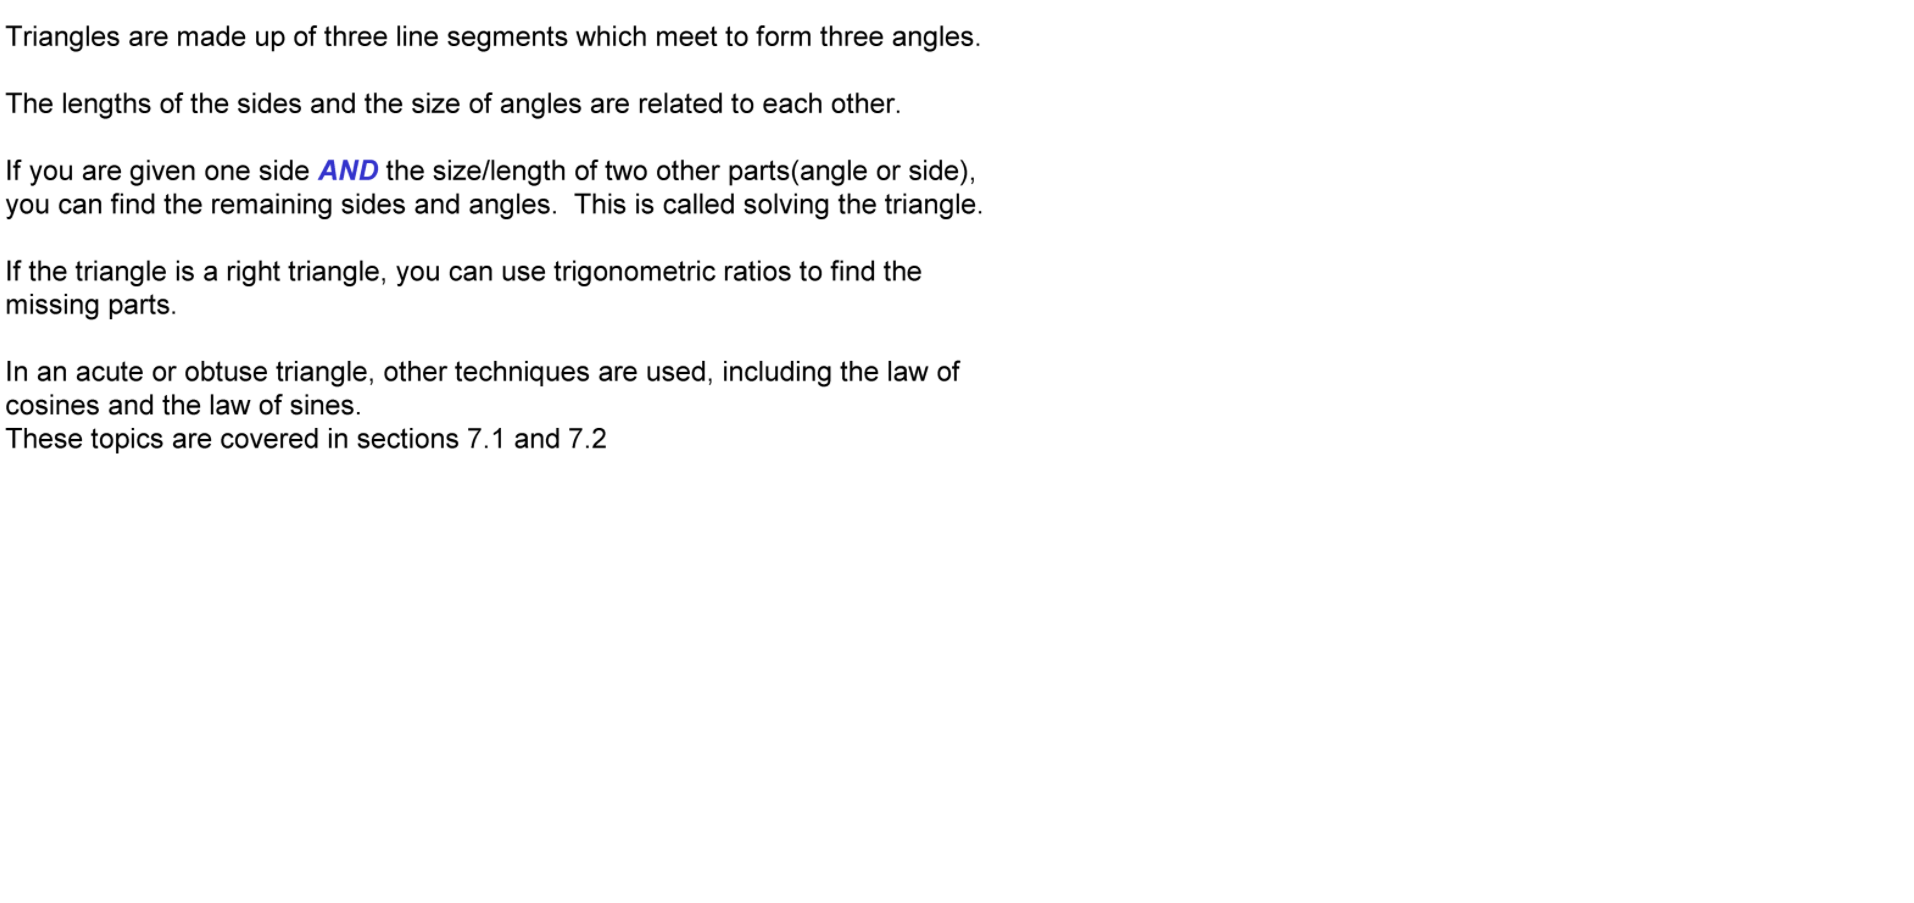 Triangles are made up of three line segments which meet to form three angles.
The lengths of the sides and the size of angles are related to each other.
If you are given one side AND the size/length of two other parts(angle or side),
you can find the remaining sides and angles.  This is called solving the triangle.
If the triangle is a right triangle, you can use trigonometric ratios to find the
missing parts.
In an acute or obtuse triangle, other techniques are used, including the law of
cosines and the law of sines.
These topics are covered in sections 7.1 and 7.2